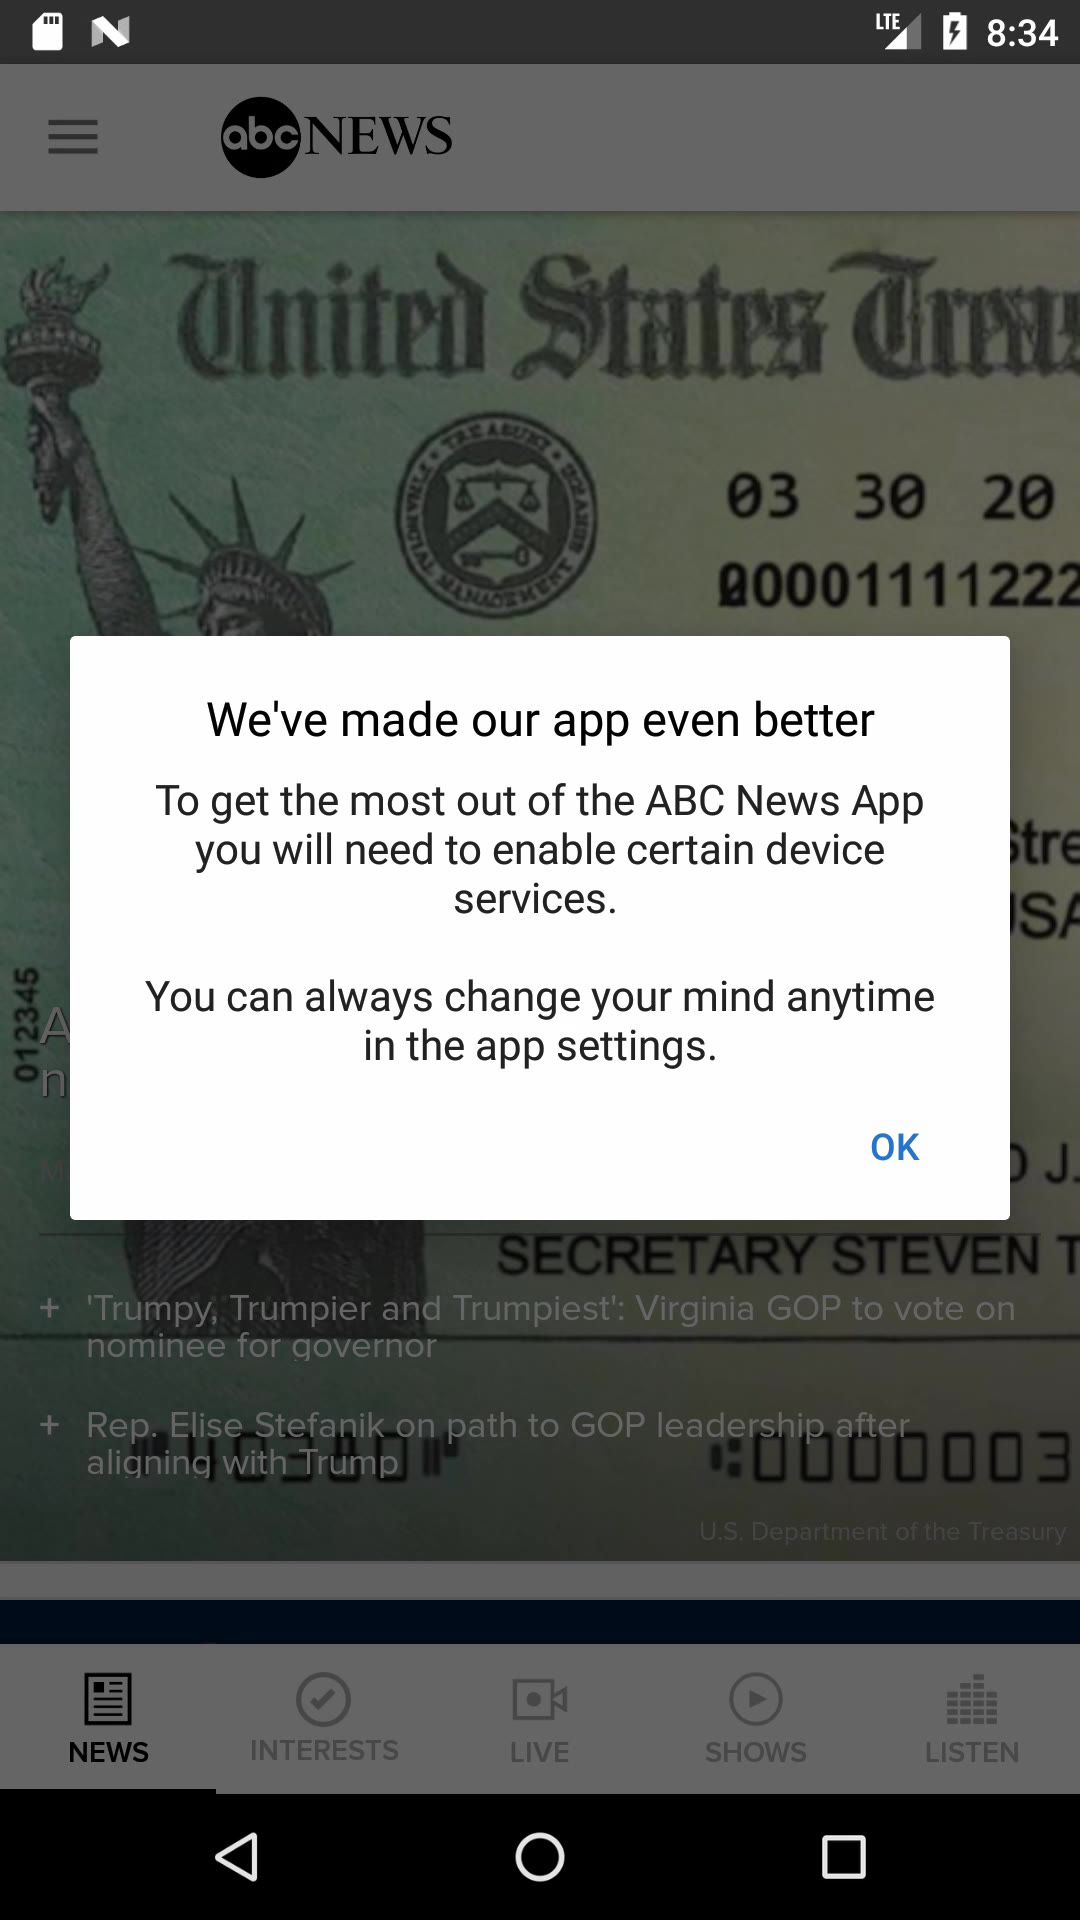 LTE
8:34
abc NEWS
United States
TREASURY
03 30 20
00001111222
We've made our app even better
To get the most out of the ABC News App
you will need to enable certain device
services.
You can always change your mind anytime
in the app settings.
OK
012345
SECRETARY STEVEN T
+ 'Trumpy, Trumpier and Trumpiest': Virginia GOP to vote on
nominee for governor
+ Rep. Elise Stefanik on path to GOP leadership after
aligning with Trump
0000003
U.S. Department of the Treasury
NEWS
INTERESTS
LIVE
SHOWS
LISTEN